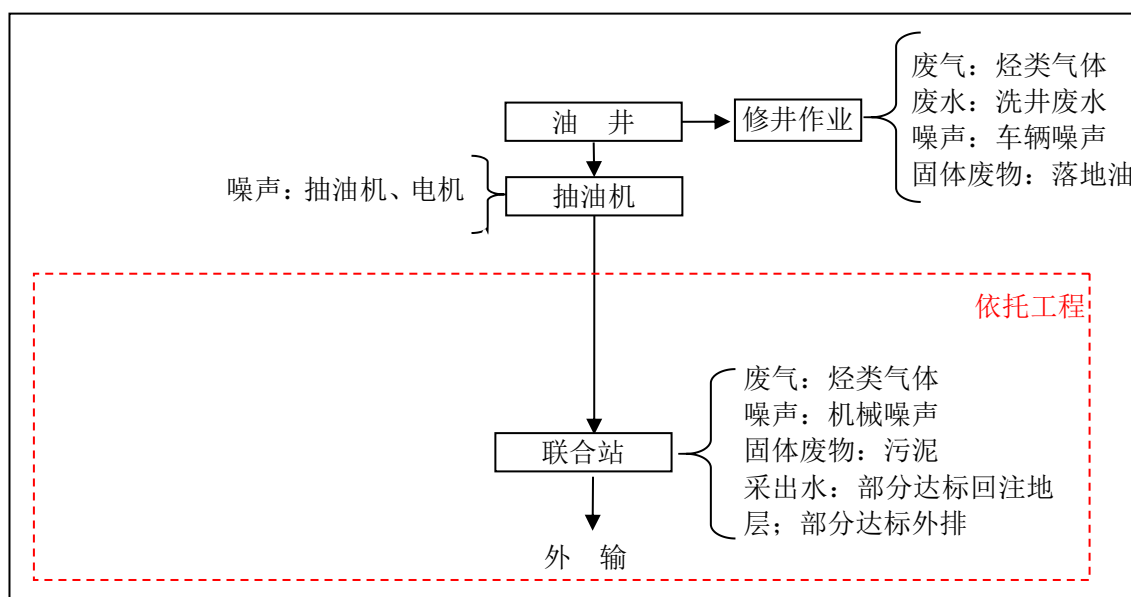 废气：烃类气体
废水：洗井废水
噪声：车辆噪声
固体废物：落地油
油 井
修井作业
噪声：抽油机、电机
抽油机
依托工程
废气：烃类气体
噪声：机械噪声
固体废物：污泥
采出水：部分达标回注地
层；部分达标外排
联合站
外 输